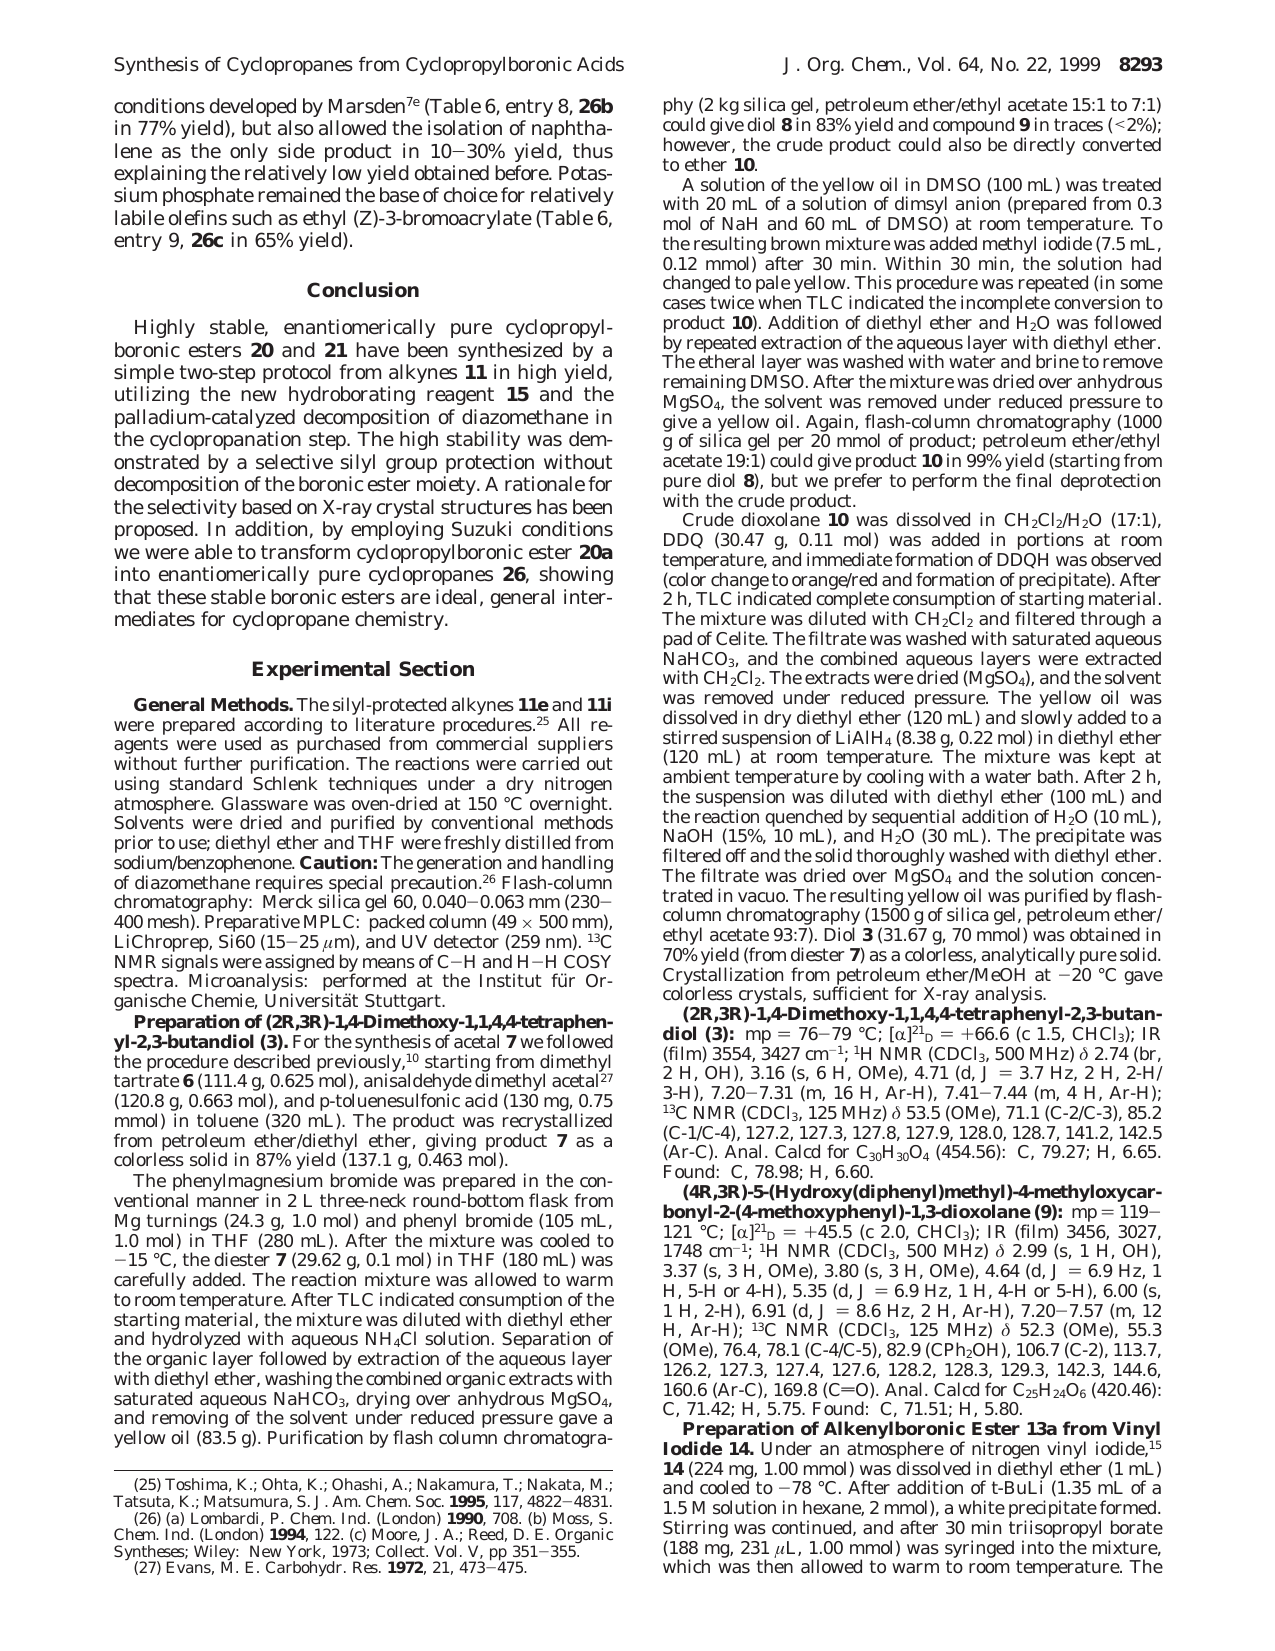 Synthesis of Cyclopropanes from Cyclopropylboronic Acids
J. Org. Chem., Vol. 64, No. 22, 1999 8293
conditions developed by Marsden7e (Table 6, entry 8, 26b
in 77% yield), but also allowed the isolation of naphtha-
lene as the only side product in 10−30% yield, thus
explaining the relatively low yield obtained before. Potas-
sium phosphate remained the base of choice for relatively
labile olefins such as ethyl (Z)-3-bromoacrylate (Table 6,
entry 9, 26c in 65% yield).
Conclusion
Highly stable, enantiomerically pure cyclopropyl-
boronic esters 20 and 21 have been synthesized by a
simple two-step protocol from alkynes 11 in high yield,
utilizing the new hydroborating reagent 15 and the
palladium-catalyzed decomposition of diazomethane in
the cyclopropanation step. The high stability was dem-
onstrated by a selective silyl group protection without
decomposition of the boronic ester moiety. A rationale for
the selectivity based on X-ray crystal structures has been
proposed. In addition, by employing Suzuki conditions
we were able to transform cyclopropylboronic ester 20a
into enantiomerically pure cyclopropanes 26, showing
that these stable boronic esters are ideal, general inter-
mediates for cyclopropane chemistry.
Experimental Section
General Methods. The silyl-protected alkynes 11e and 11i
were prepared according to literature procedures.25 All re-
agents were used as purchased from commercial suppliers
without further purification. The reactions were carried out
using standard Schlenk techniques under a dry nitrogen
atmosphere. Glassware was oven-dried at 150 °C overnight.
Solvents were dried and purified by conventional methods
prior to use; diethyl ether and THF were freshly distilled from
sodium/benzophenone. Caution: The generation and handling
of diazomethane requires special precaution.26 Flash-column
chromatography: Merck silica gel 60, 0.040−0.063 mm (230−
400 mesh). Preparative MPLC: packed column (49 × 500 mm),
LiChroprep, Si60 (15−25 μm), and UV detector (259 nm). 13C
NMR signals were assigned by means of C−H and H−H COSY
spectra. Microanalysis: performed at the Institut für Or-
ganische Chemie, Universität Stuttgart.
Preparation of (2R,3R)-1,4-Dimethoxy-1,1,4,4-tetraphen-
yl-2,3-butandiol (3). For the synthesis of acetal 7 we followed
the procedure described previously,10 starting from dimethyl
tartrate 6 (111.4 g, 0.625 mol), anisaldehyde dimethyl acetal27
(120.8 g, 0.663 mol), and p-toluenesulfonic acid (130 mg, 0.75
mmol) in toluene (320 mL). The product was recrystallized
from petroleum ether/diethyl ether, giving product 7 as a
colorless solid in 87% yield (137.1 g, 0.463 mol).
The phenylmagnesium bromide was prepared in the con-
ventional manner in 2 L three-neck round-bottom flask from
Mg turnings (24.3 g, 1.0 mol) and phenyl bromide (105 mL,
1.0 mol) in THF (280 mL). After the mixture was cooled to
−15 °C, the diester 7 (29.62 g, 0.1 mol) in THF (180 mL) was
carefully added. The reaction mixture was allowed to warm
to room temperature. After TLC indicated consumption of the
starting material, the mixture was diluted with diethyl ether
and hydrolyzed with aqueous NH4Cl solution. Separation of
the organic layer followed by extraction of the aqueous layer
with diethyl ether, washing the combined organic extracts with
saturated aqueous NaHCO3, drying over anhydrous MgSO4,
and removing of the solvent under reduced pressure gave a
yellow oil (83.5 g). Purification by flash column chromatogra-
(25) Toshima, K.; Ohta, K.; Ohashi, A.; Nakamura, T.; Nakata, M.;
Tatsuta, K.; Matsumura, S. J. Am. Chem. Soc. 1995, 117, 4822−4831.
(26) (a) Lombardi, P. Chem. Ind. (London) 1990, 708. (b) Moss, S.
Chem. Ind. (London) 1994, 122. (c) Moore, J. A.; Reed, D. E. Organic
Syntheses; Wiley: New York, 1973; Collect. Vol. V, pp 351−355.
(27) Evans, M. E. Carbohydr. Res. 1972, 21, 473−475.
phy (2 kg silica gel, petroleum ether/ethyl acetate 15:1 to 7:1)
could give diol 8 in 83% yield and compound 9 in traces (<2%);
however, the crude product could also be directly converted
to ether 10.
A solution of the yellow oil in DMSO (100 mL) was treated
with 20 mL of a solution of dimsyl anion (prepared from 0.3
mol of NaH and 60 mL of DMSO) at room temperature. To
the resulting brown mixture was added methyl iodide (7.5 mL,
0.12 mmol) after 30 min. Within 30 min, the solution had
changed to pale yellow. This procedure was repeated (in some
cases twice when TLC indicated the incomplete conversion to
product 10). Addition of diethyl ether and H2O was followed
by repeated extraction of the aqueous layer with diethyl ether.
The etheral layer was washed with water and brine to remove
remaining DMSO. After the mixture was dried over anhydrous
MgSO4, the solvent was removed under reduced pressure to
give a yellow oil. Again, flash-column chromatography (1000
g of silica gel per 20 mmol of product; petroleum ether/ethyl
acetate 19:1) could give product 10 in 99% yield (starting from
pure diol 8), but we prefer to perform the final deprotection
with the crude product.
Crude dioxolane 10 was dissolved in CH2Cl2/H2O (17:1),
DDQ (30.47 g, 0.11 mol) was added in portions at room
temperature, and immediate formation of DDQH was observed
(color change to orange/red and formation of precipitate). After
2 h, TLC indicated complete consumption of starting material.
The mixture was diluted with CH2Cl2 and filtered through a
pad of Celite. The filtrate was washed with saturated aqueous
NaHCO3, and the combined aqueous layers were extracted
with CH2Cl2. The extracts were dried (MgSO4), and the solvent
was removed under reduced pressure. The yellow oil was
dissolved in dry diethyl ether (120 mL) and slowly added to a
stirred suspension of LiAlH4 (8.38 g, 0.22 mol) in diethyl ether
(120 mL) at room temperature. The mixture was kept at
ambient temperature by cooling with a water bath. After 2 h,
the suspension was diluted with diethyl ether (100 mL) and
the reaction quenched by sequential addition of H2O (10 mL),
NaOH (15%, 10 mL), and H2O (30 mL). The precipitate was
filtered off and the solid thoroughly washed with diethyl ether.
The filtrate was dried over MgSO4 and the solution concen-
trated in vacuo. The resulting yellow oil was purified by flash-
column chromatography (1500 g of silica gel, petroleum ether/
ethyl acetate 93:7). Diol 3 (31.67 g, 70 mmol) was obtained in
70% yield (from diester 7) as a colorless, analytically pure solid.
Crystallization from petroleum ether/MeOH at −20 °C gave
colorless crystals, sufficient for X-ray analysis.
(2R,3R)-1,4-Dimethoxy-1,1,4,4-tetraphenyl-2,3-butan-
diol (3): mp = 76−79 °C; [α]21D = +66.6 (c 1.5, CHCl3); IR
(film) 3554, 3427 cm−1; 1H NMR (CDCl3, 500 MHz) δ 2.74 (br,
2 H, OH), 3.16 (s, 6 H, OMe), 4.71 (d, J = 3.7 Hz, 2 H, 2-H/
3-H), 7.20−7.31 (m, 16 H, Ar-H), 7.41−7.44 (m, 4 H, Ar-H);
13C NMR (CDCl3, 125 MHz) δ 53.5 (OMe), 71.1 (C-2/C-3), 85.2
(C-1/C-4), 127.2, 127.3, 127.8, 127.9, 128.0, 128.7, 141.2, 142.5
(Ar-C). Anal. Calcd for C30H30O4 (454.56): C, 79.27; H, 6.65.
Found: C, 78.98; H, 6.60.
(4R,3R)-5-(Hydroxy(diphenyl)methyl)-4-methyloxycar-
bonyl-2-(4-methoxyphenyl)-1,3-dioxolane (9): mp = 119−
121 °C; [α]21D = +45.5 (c 2.0, CHCl3); IR (film) 3456, 3027,
1748 cm−1; 1H NMR (CDCl3, 500 MHz) δ 2.99 (s, 1 H, OH),
3.37 (s, 3 H, OMe), 3.80 (s, 3 H, OMe), 4.64 (d, J = 6.9 Hz, 1
H, 5-H or 4-H), 5.35 (d, J = 6.9 Hz, 1 H, 4-H or 5-H), 6.00 (s,
1 H, 2-H), 6.91 (d, J = 8.6 Hz, 2 H, Ar-H), 7.20−7.57 (m, 12
H, Ar-H); 13C NMR (CDCl3, 125 MHz) δ 52.3 (OMe), 55.3
(OMe), 76.4, 78.1 (C-4/C-5), 82.9 (CPh2OH), 106.7 (C-2), 113.7,
126.2, 127.3, 127.4, 127.6, 128.2, 128.3, 129.3, 142.3, 144.6,
160.6 (Ar-C), 169.8 (C=O). Anal. Calcd for C25H24O6 (420.46):
C, 71.42; H, 5.75. Found: C, 71.51; H, 5.80.
Preparation of Alkenylboronic Ester 13a from Vinyl
Iodide 14. Under an atmosphere of nitrogen vinyl iodide,15
14 (224 mg, 1.00 mmol) was dissolved in diethyl ether (1 mL)
and cooled to −78 °C. After addition of t-BuLi (1.35 mL of a
1.5 M solution in hexane, 2 mmol), a white precipitate formed.
Stirring was continued, and after 30 min triisopropyl borate
(188 mg, 231 μL, 1.00 mmol) was syringed into the mixture,
which was then allowed to warm to room temperature. The